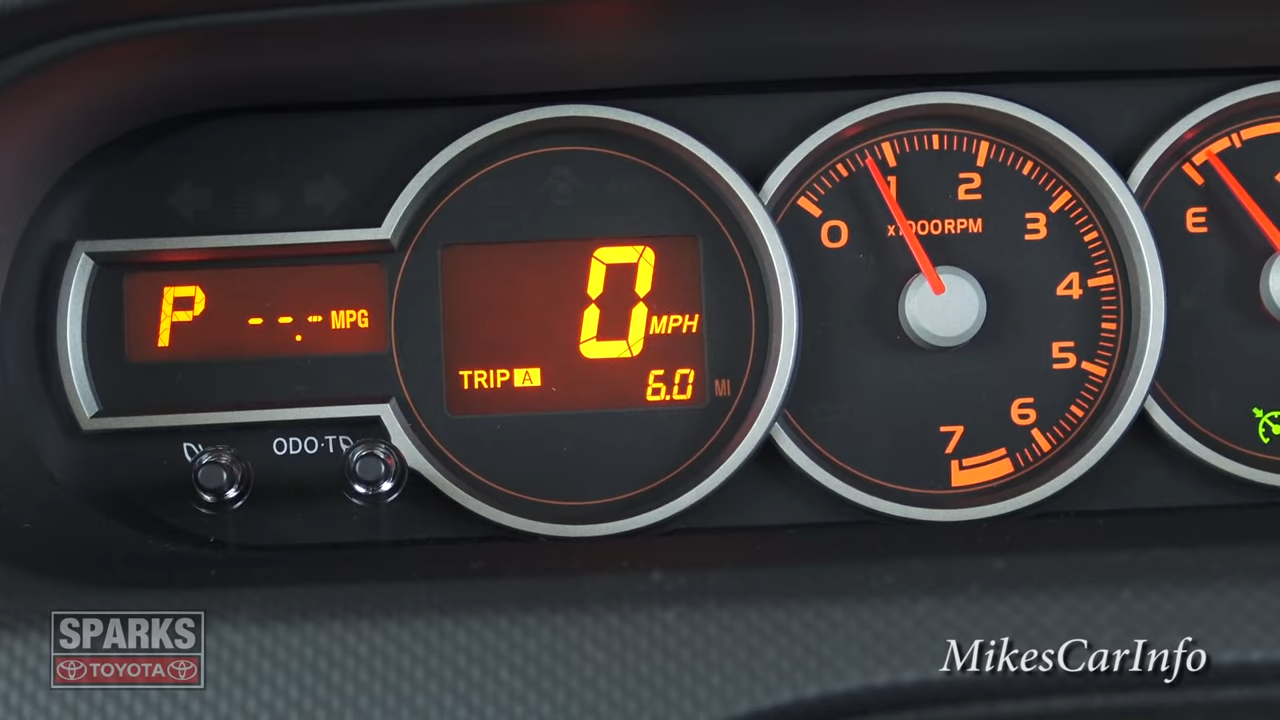 P --.- MPG
0 MPH
TRIP A 6.0 MI
ODO·TR
0 1 2 3 4 5 6 7
x1000RPM
E
SPARKS
TOYOTA
MikesCarInfo